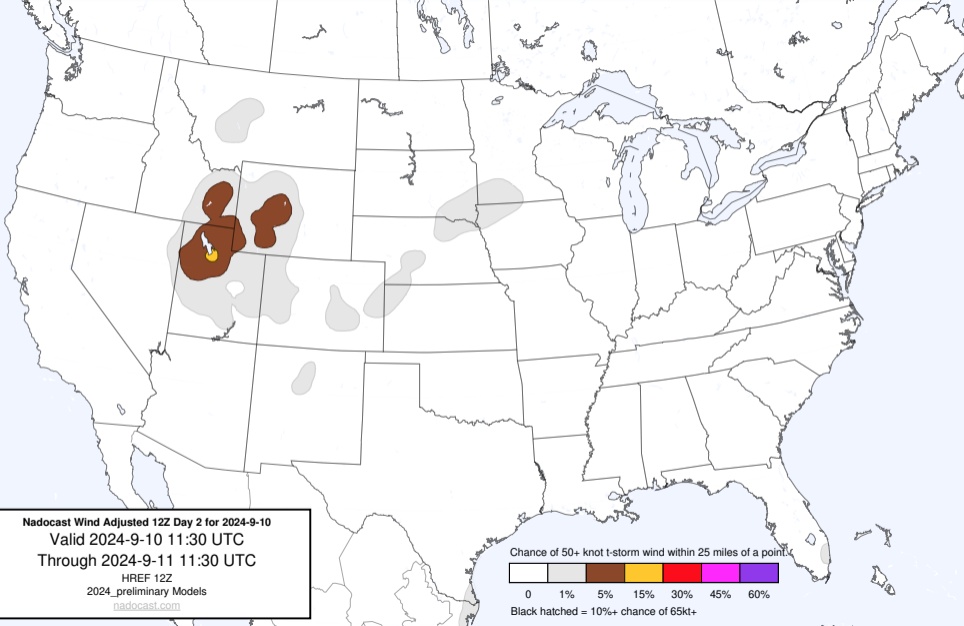 Nadocast Wind Adjusted 12Z Day 2 for 2024-9-10
Valid 2024-9-10 11:30 UTC
Through 2024-9-11 11:30 UTC
HREF 12Z
2024_preliminary Models
nadocast.com
Chance of 50+ knot t-storm wind within 25 miles of a point.
0 1% 5% 15% 30% 45% 60%
Black hatched = 10%+ chance of 65kt+